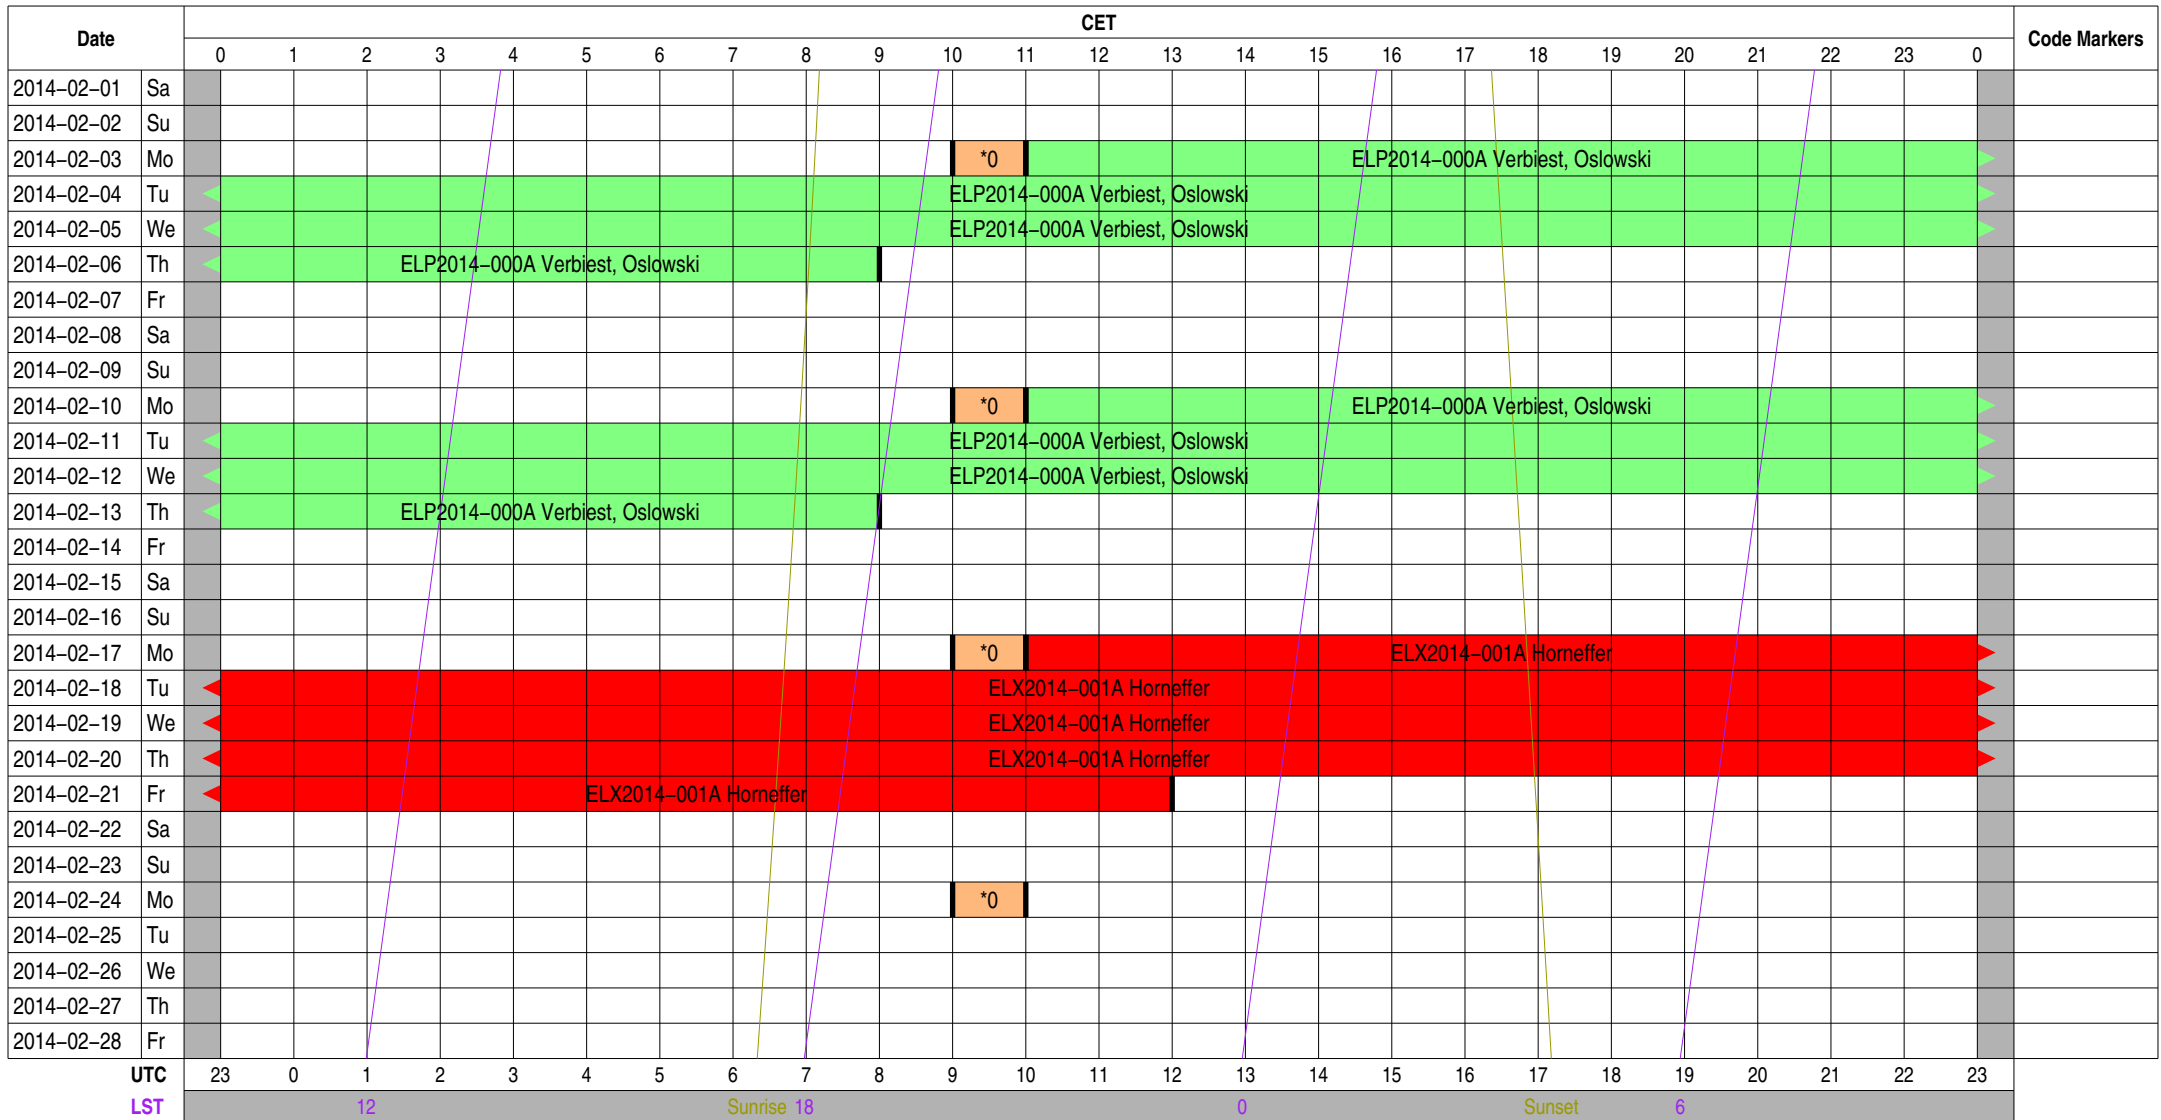 Date CET Code Markers
0 1 2 3 4 5 6 7 8 9 10 11 12 13 14 15 16 17 18 19 20 21 22 23 0
2014-02-01 Sa
2014-02-02 Su
2014-02-03 Mo *0 ELP2014-000A Verbiest, Oslowski
2014-02-04 Tu ELP2014-000A Verbiest, Oslowski
2014-02-05 We ELP2014-000A Verbiest, Oslowski
2014-02-06 Th ELP2014-000A Verbiest, Oslowski
2014-02-07 Fr
2014-02-08 Sa
2014-02-09 Su
2014-02-10 Mo *0 ELP2014-000A Verbiest, Oslowski
2014-02-11 Tu ELP2014-000A Verbiest, Oslowski
2014-02-12 We ELP2014-000A Verbiest, Oslowski
2014-02-13 Th ELP2014-000A Verbiest, Oslowski
2014-02-14 Fr
2014-02-15 Sa
2014-02-16 Su
2014-02-17 Mo *0 ELX2014-001A Horneffer
2014-02-18 Tu ELX2014-001A Horneffer
2014-02-19 We ELX2014-001A Horneffer
2014-02-20 Th ELX2014-001A Horneffer
2014-02-21 Fr ELX2014-001A Horneffer
2014-02-22 Sa
2014-02-23 Su
2014-02-24 Mo *0
2014-02-25 Tu
2014-02-26 We
2014-02-27 Th
2014-02-28 Fr
UTC 23 0 1 2 3 4 5 6 7 8 9 10 11 12 13 14 15 16 17 18 19 20 21 22 23
LST 12 Sunrise 18 0 Sunset 6